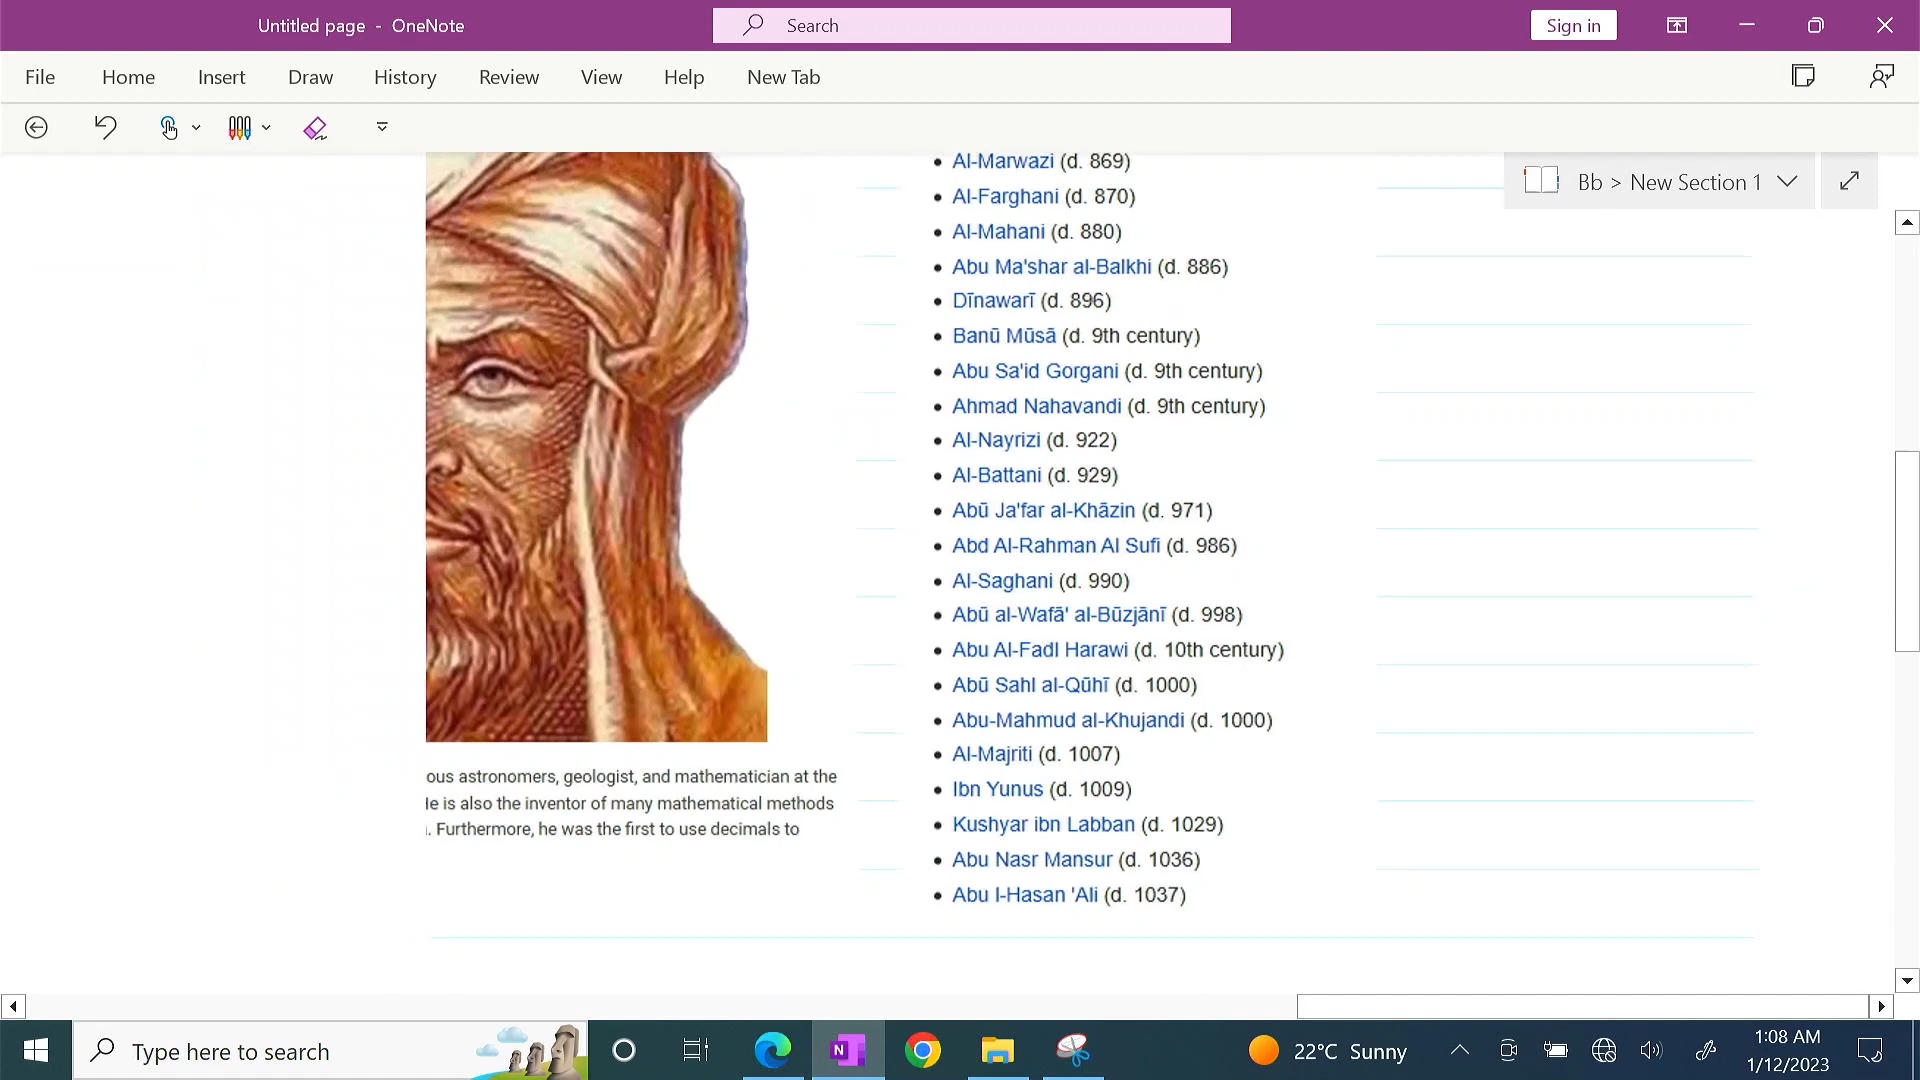 Untitled page - OneNote
Search
Sign in
File Home Insert Draw History Review View Help New Tab
Bb > New Section 1
Al-Marwazi (d. 869)
Al-Farghani (d. 870)
Al-Mahani (d. 880)
Abu Ma'shar al-Balkhi (d. 886)
Dīnawarī (d. 896)
Banū Mūsā (d. 9th century)
Abu Sa'id Gorgani (d. 9th century)
Ahmad Nahavandi (d. 9th century)
Al-Nayrizi (d. 922)
Al-Battani (d. 929)
Abū Ja'far al-Khāzin (d. 971)
Abd Al-Rahman Al Sufi (d. 986)
Al-Saghani (d. 990)
Abū al-Wafā' al-Būzjānī (d. 998)
Abu Al-Fadl Harawi (d. 10th century)
Abū Sahl al-Qūhī (d. 1000)
Abu-Mahmud al-Khujandi (d. 1000)
Al-Majriti (d. 1007)
Ibn Yunus (d. 1009)
Kushyar ibn Labban (d. 1029)
Abu Nasr Mansur (d. 1036)
Abu l-Hasan 'Ali (d. 1037)
ous astronomers, geologist, and mathematician at the
is also the inventor of many mathematical methods
. Furthermore, he was the first to use decimals to
Type here to search
N
22°C Sunny
1:08 AM
1/12/2023